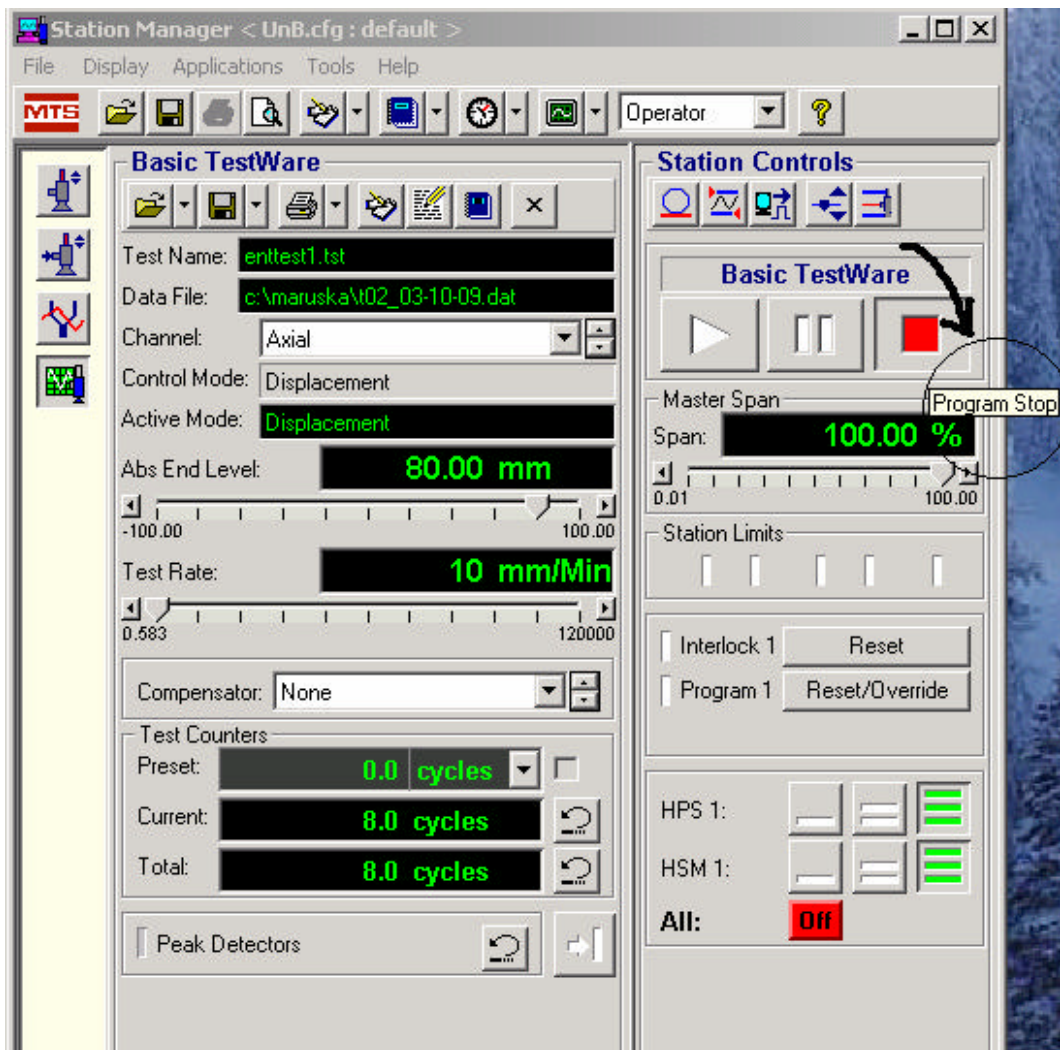 Station Manager < UnB.cfg : default >
File Display Applications Tools Help
MTS Operator
Basic TestWare
Test Name: enttest1.tst
Data File: c:\maruska\t02_03-10-09.dat
Channel: Axial
Control Mode: Displacement
Active Mode: Displacement
Abs End Level: 80.00 mm
-100.00 100.00
Test Rate: 10 mm/Min
0.583 120000
Compensator: None
Test Counters
Preset: 0.0 cycles
Current: 8.0 cycles
Total: 8.0 cycles
Peak Detectors
Station Controls
Basic TestWare
Program Stop
Master Span
Span: 100.00 %
0.01 100.00
Station Limits
Interlock 1 Reset
Program 1 Reset/Override
HPS 1:
HSM 1:
All: Off